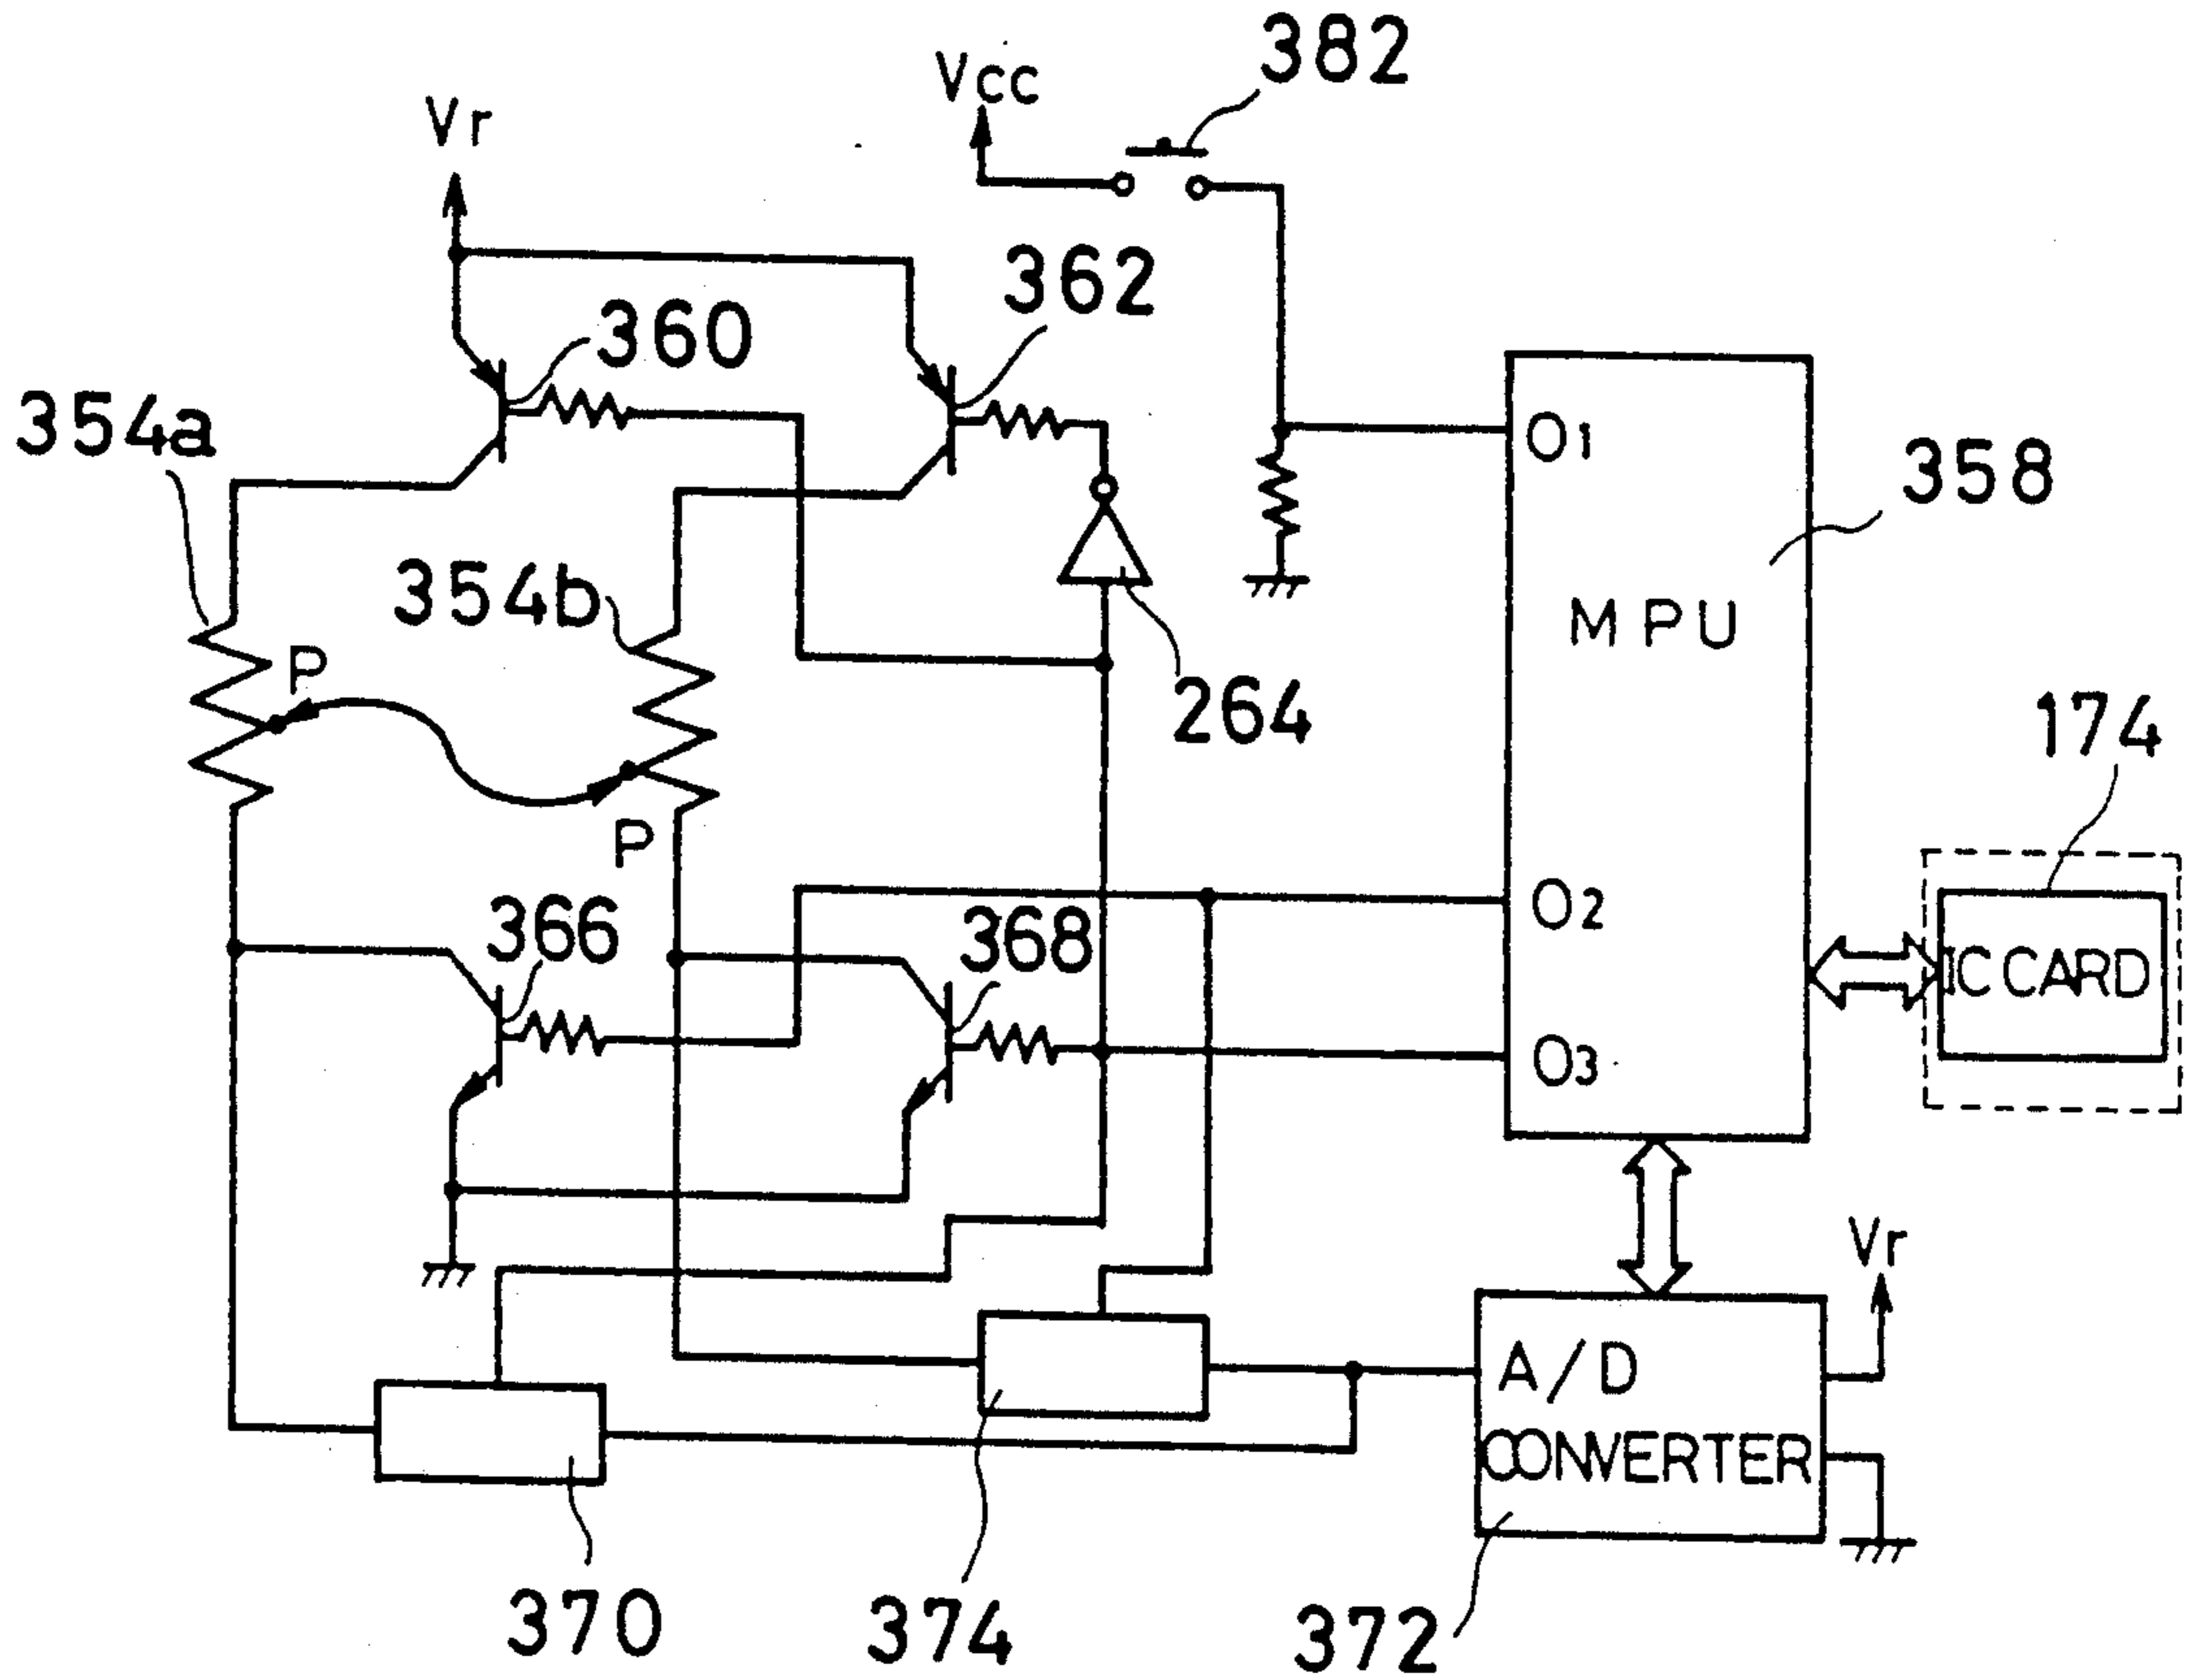 382
Vcc
Vr
362
360
354a
O1
358
354b
MPU
P
264
174
P
O2
366
368
IC CARD
O3
Vr
A/D
CONVERTER
370
374
372